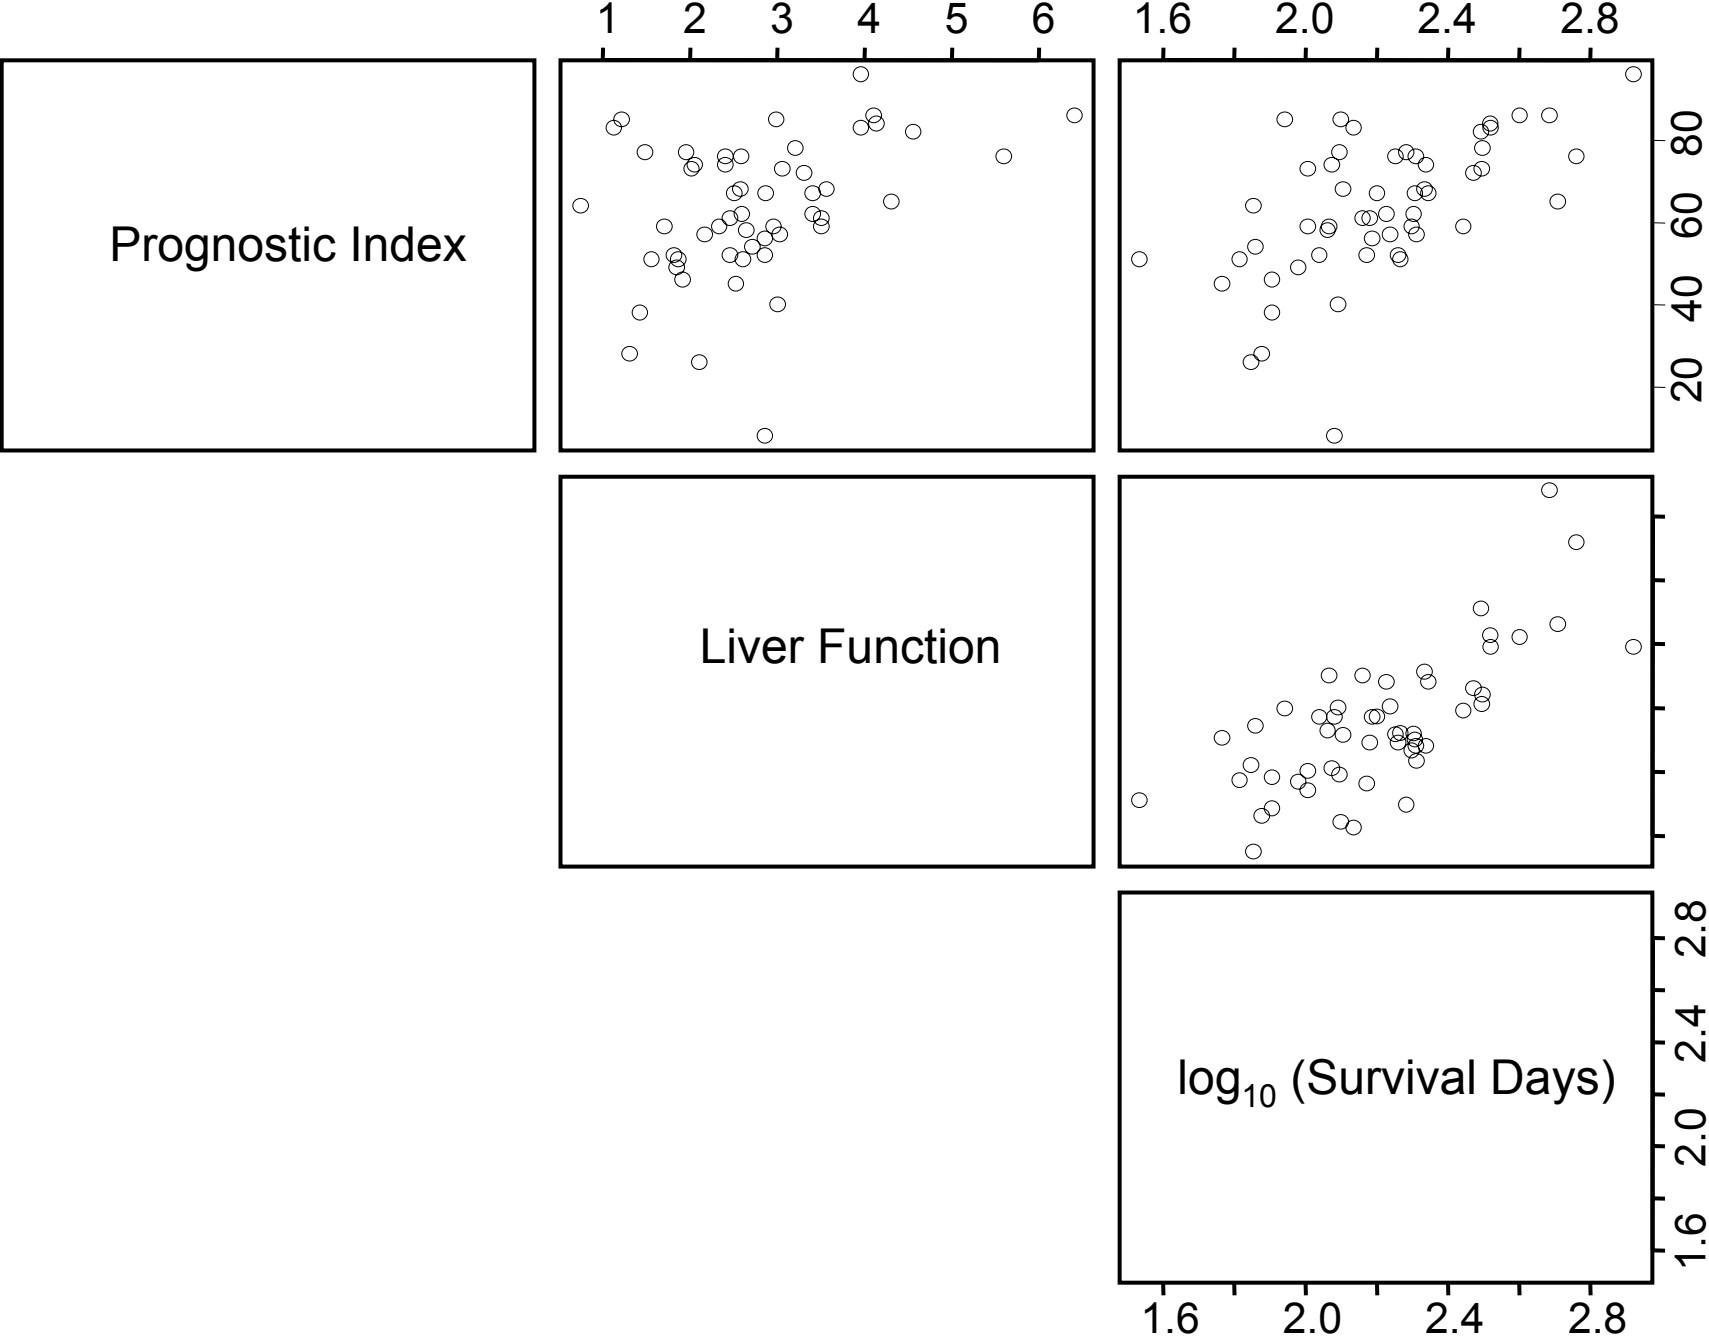 1 2 3 4 5 6 1.6 2.0 2.4 2.8
Prognostic Index
80
60
40
20
Liver Function
log₁₀ (Survival Days)
2.8
2.4
2.0
1.6
1.6 2.0 2.4 2.8